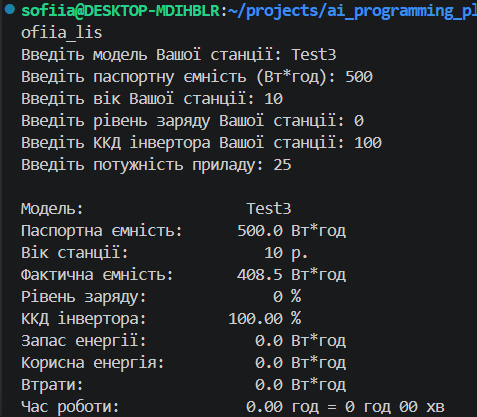 sofiia@DESKTOP-MDIHBLR:~/projects/ai_programming_pl
ofiia_lis
Введіть модель Вашої станції: Test3
Введіть паспортну ємність (Вт*год): 500
Введіть вік Вашої станції: 10
Введіть рівень заряду Вашої станції: 0
Введіть ККД інвертора Вашої станції: 100
Введіть потужність приладу: 25
Модель: Test3
Паспортна ємність: 500.0 Вт*год
Вік станції: 10 р.
Фактична ємність: 408.5 Вт*год
Рівень заряду: 0 %
ККД інвертора: 100.00 %
Запас енергії: 0.0 Вт*год
Корисна енергія: 0.0 Вт*год
Втрати: 0.0 Вт*год
Час роботи: 0.00 год = 0 год 00 хв